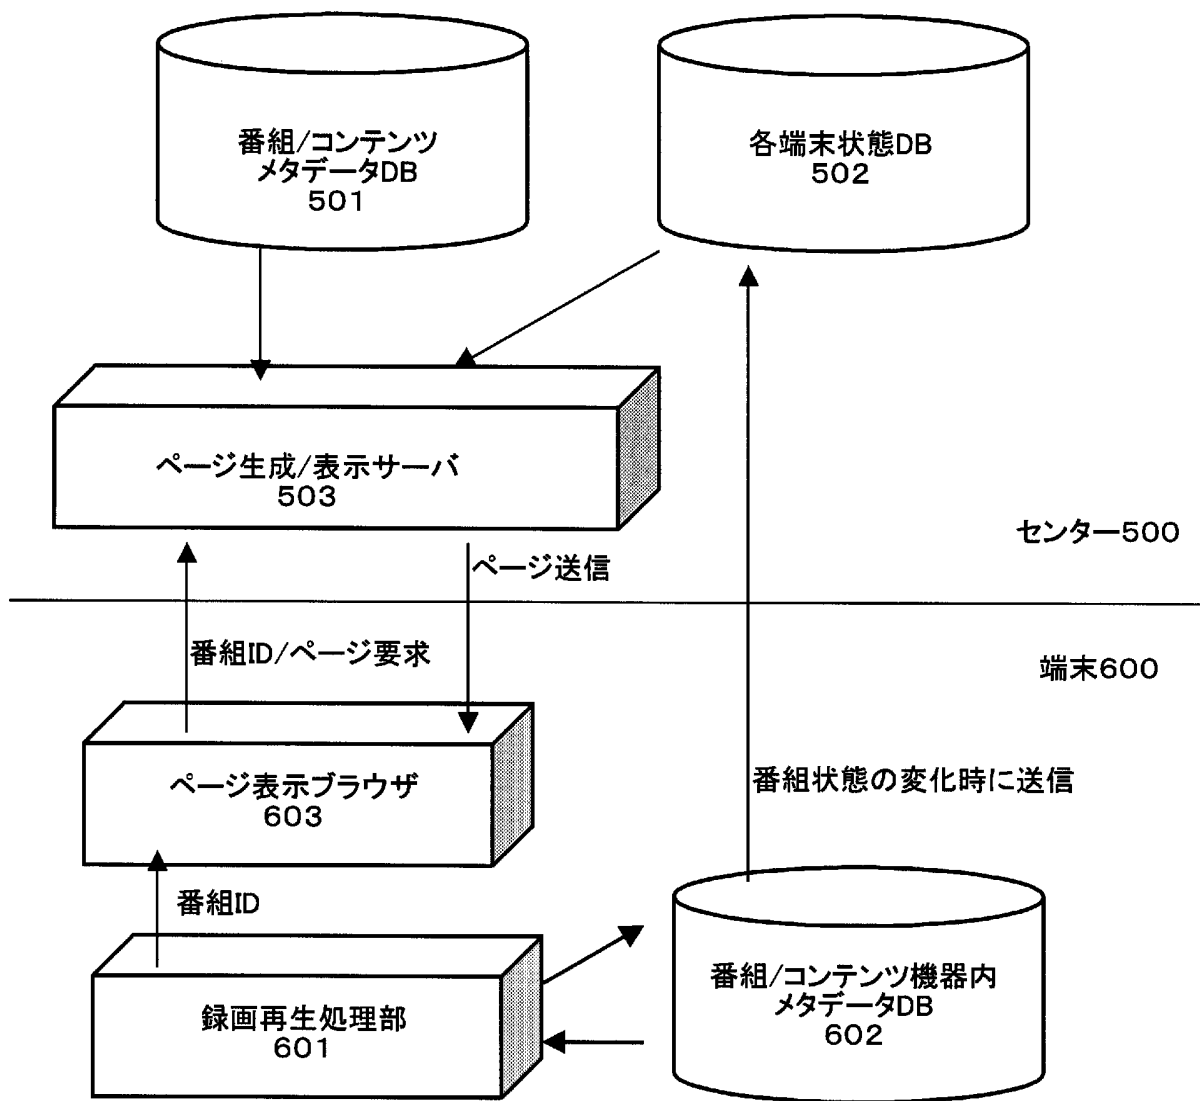 番組/コンテンツ
メタデータDB
501
各端末状態DB
502
ページ生成/表示サーバ
503
センター500
ページ送信
番組ID/ページ要求
端末600
ページ表示ブラウザ
603
番組状態の変化時に送信
番組ID
録画再生処理部
601
番組/コンテンツ機器内
メタデータDB
602